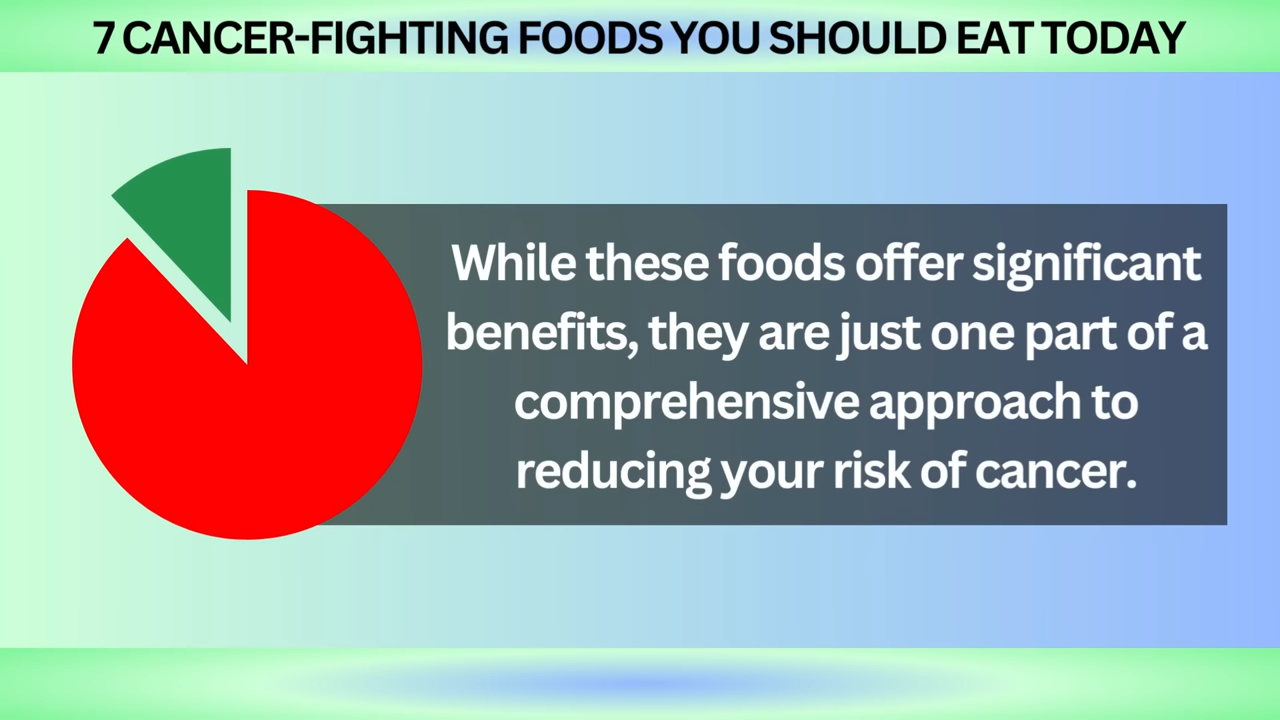 7 CANCER-FIGHTING FOODS YOU SHOULD EAT TODAY
While these foods offer significant
benefits, they are just one part of a
comprehensive approach to
reducing your risk of cancer.